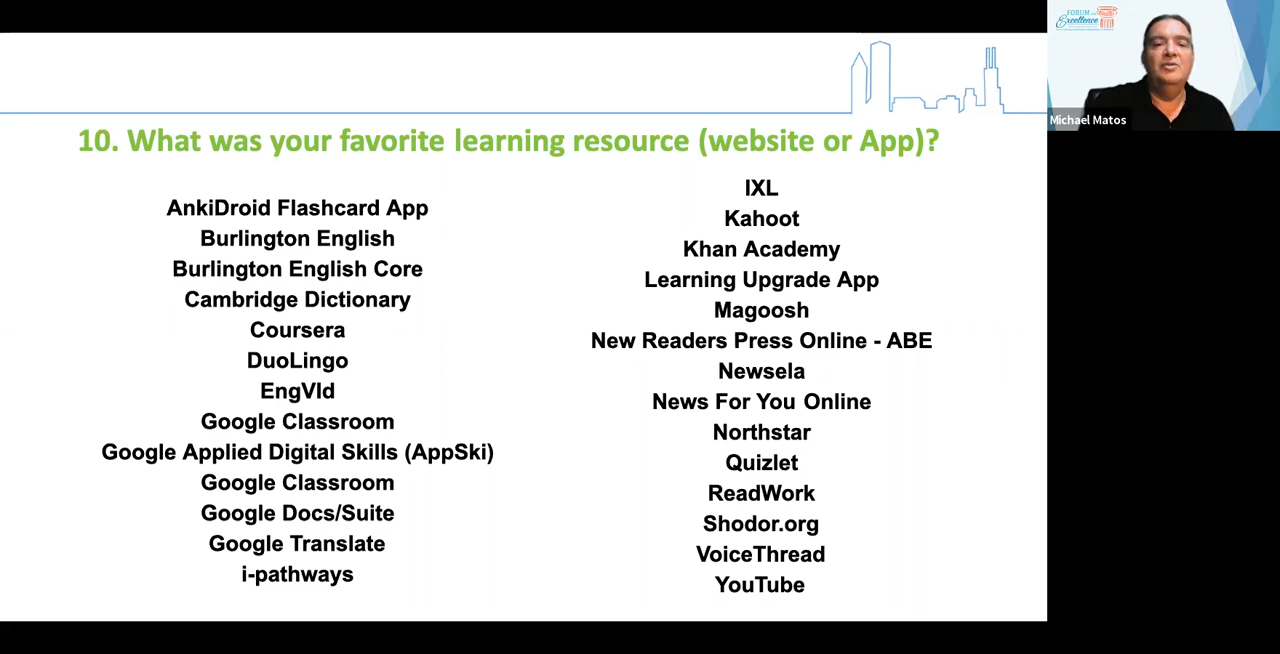 10. What was your favorite learning resource (website or App)?
AnkiDroid Flashcard App
Burlington English
Burlington English Core
Cambridge Dictionary
Coursera
DuoLingo
EngVld
Google Classroom
Google Applied Digital Skills (AppSki)
Google Classroom
Google Docs/Suite
Google Translate
i-pathways
IXL
Kahoot
Khan Academy
Learning Upgrade App
Magoosh
New Readers Press Online - ABE
Newsela
News For You Online
Northstar
Quizlet
ReadWork
Shodor.org
VoiceThread
YouTube
FORUM
Excellence
Michael Matos